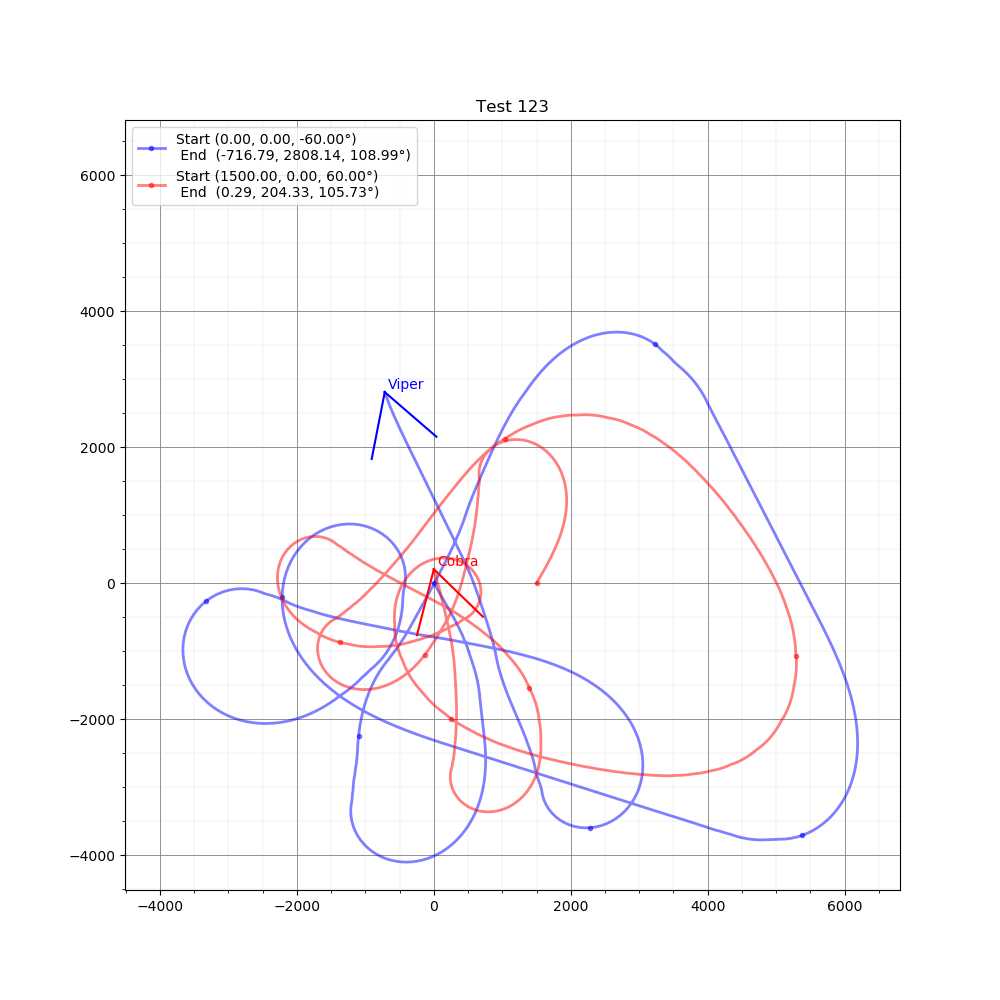 Test 123
Start (0.00, 0.00, -60.00°)
End (-716.79, 2808.14, 108.99°)
Start (1500.00, 0.00, 60.00°)
End (0.29, 204.33, 105.73°)
6000
4000
Viper
2000
Cobra
0
−2000
−4000
−4000 −2000 0 2000 4000 6000